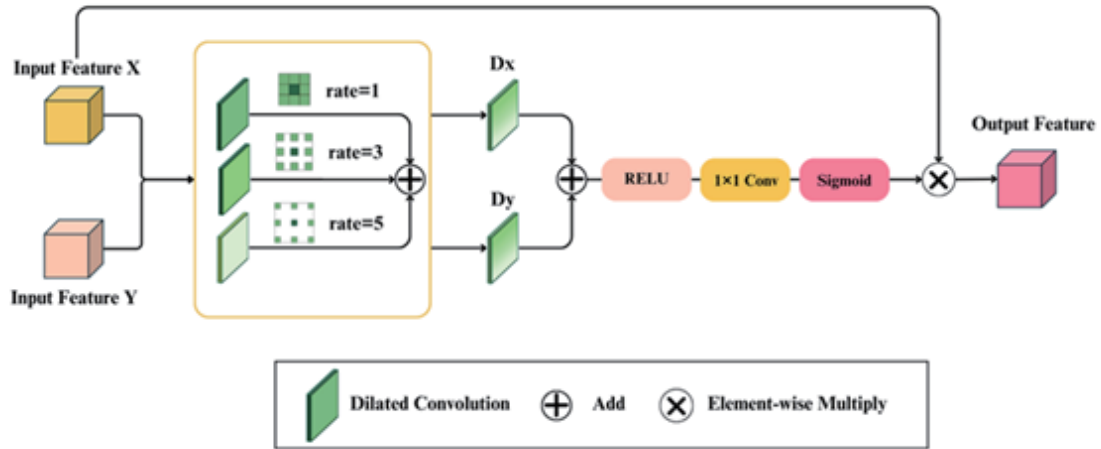 Input Feature X
Input Feature Y
rate=1
rate=3
rate=5
Dx
Dy
RELU
1×1 Conv
Sigmoid
Output Feature
Dilated Convolution
Add
Element-wise Multiply